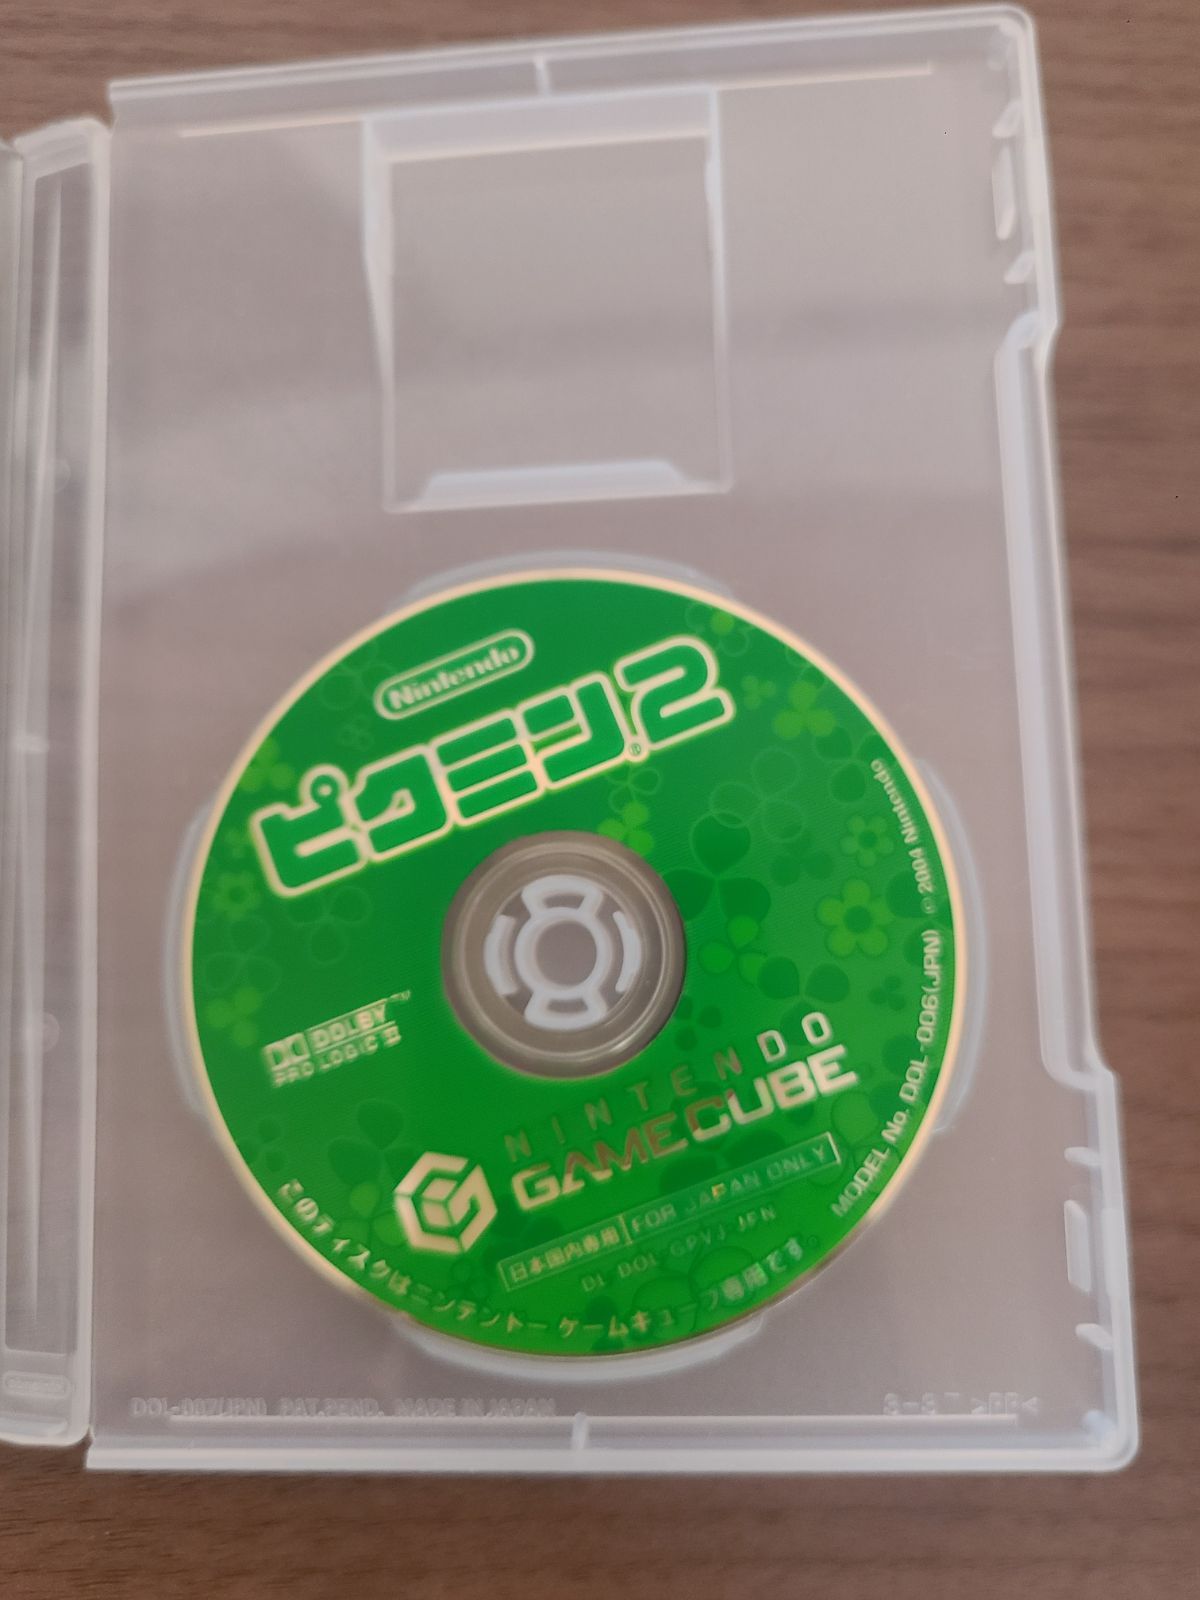 Nintendo
ピクミン®2
DOLBY™
PRO LOGIC II
NINTENDO
GAMECUBE
日本国内専用 FOR JAPAN ONLY
DL-DOL-GPVJ-JPN
このディスクはニンテンドー ゲームキューブ専用です。
MODEL No. DOL-006(JPN) © 2004 Nintendo
DOL-007(JPN) PAT.PEND. MADE IN JAPAN
>PP<